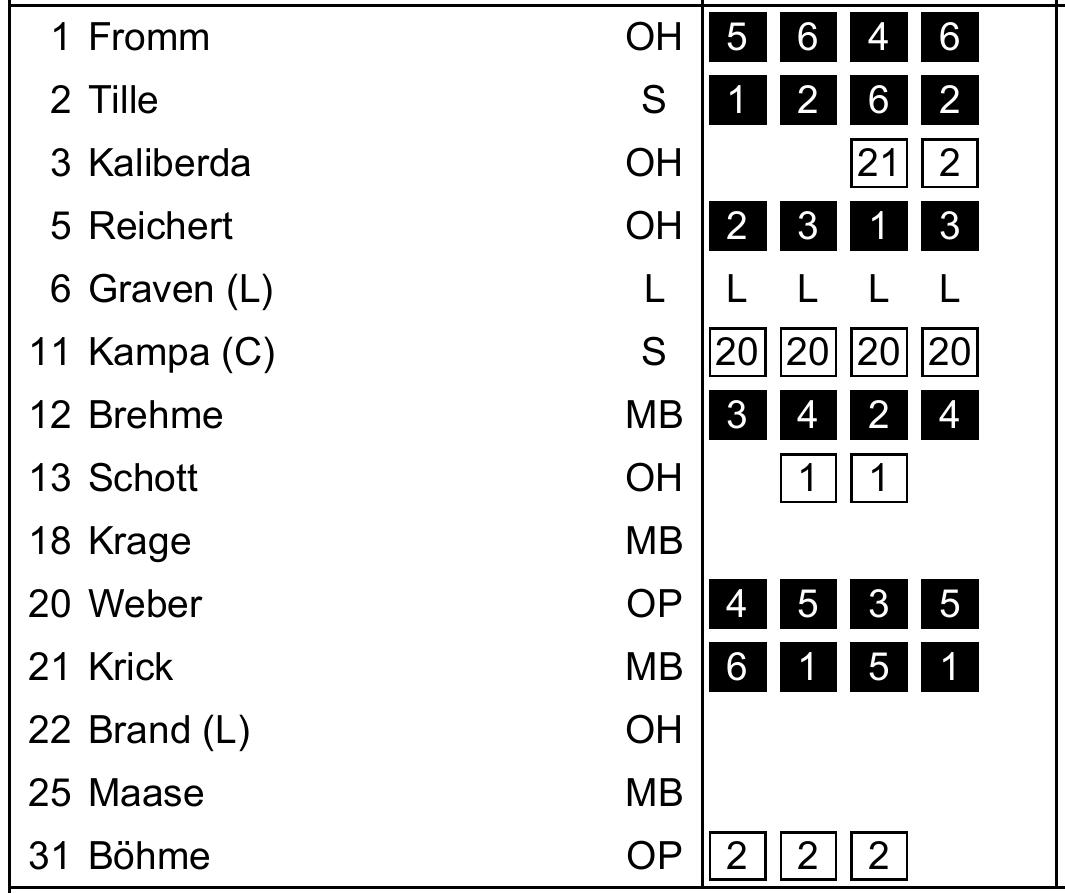 1 Fromm OH 5 6 4 6
2 Tille S 1 2 6 2
3 Kaliberda OH 21 2
5 Reichert OH 2 3 1 3
6 Graven (L) L L L L L
11 Kampa (C) S 20 20 20 20
12 Brehme MB 3 4 2 4
13 Schott OH 1 1
18 Krage MB
20 Weber OP 4 5 3 5
21 Krick MB 6 1 5 1
22 Brand (L) OH
25 Maase MB
31 Böhme OP 2 2 2